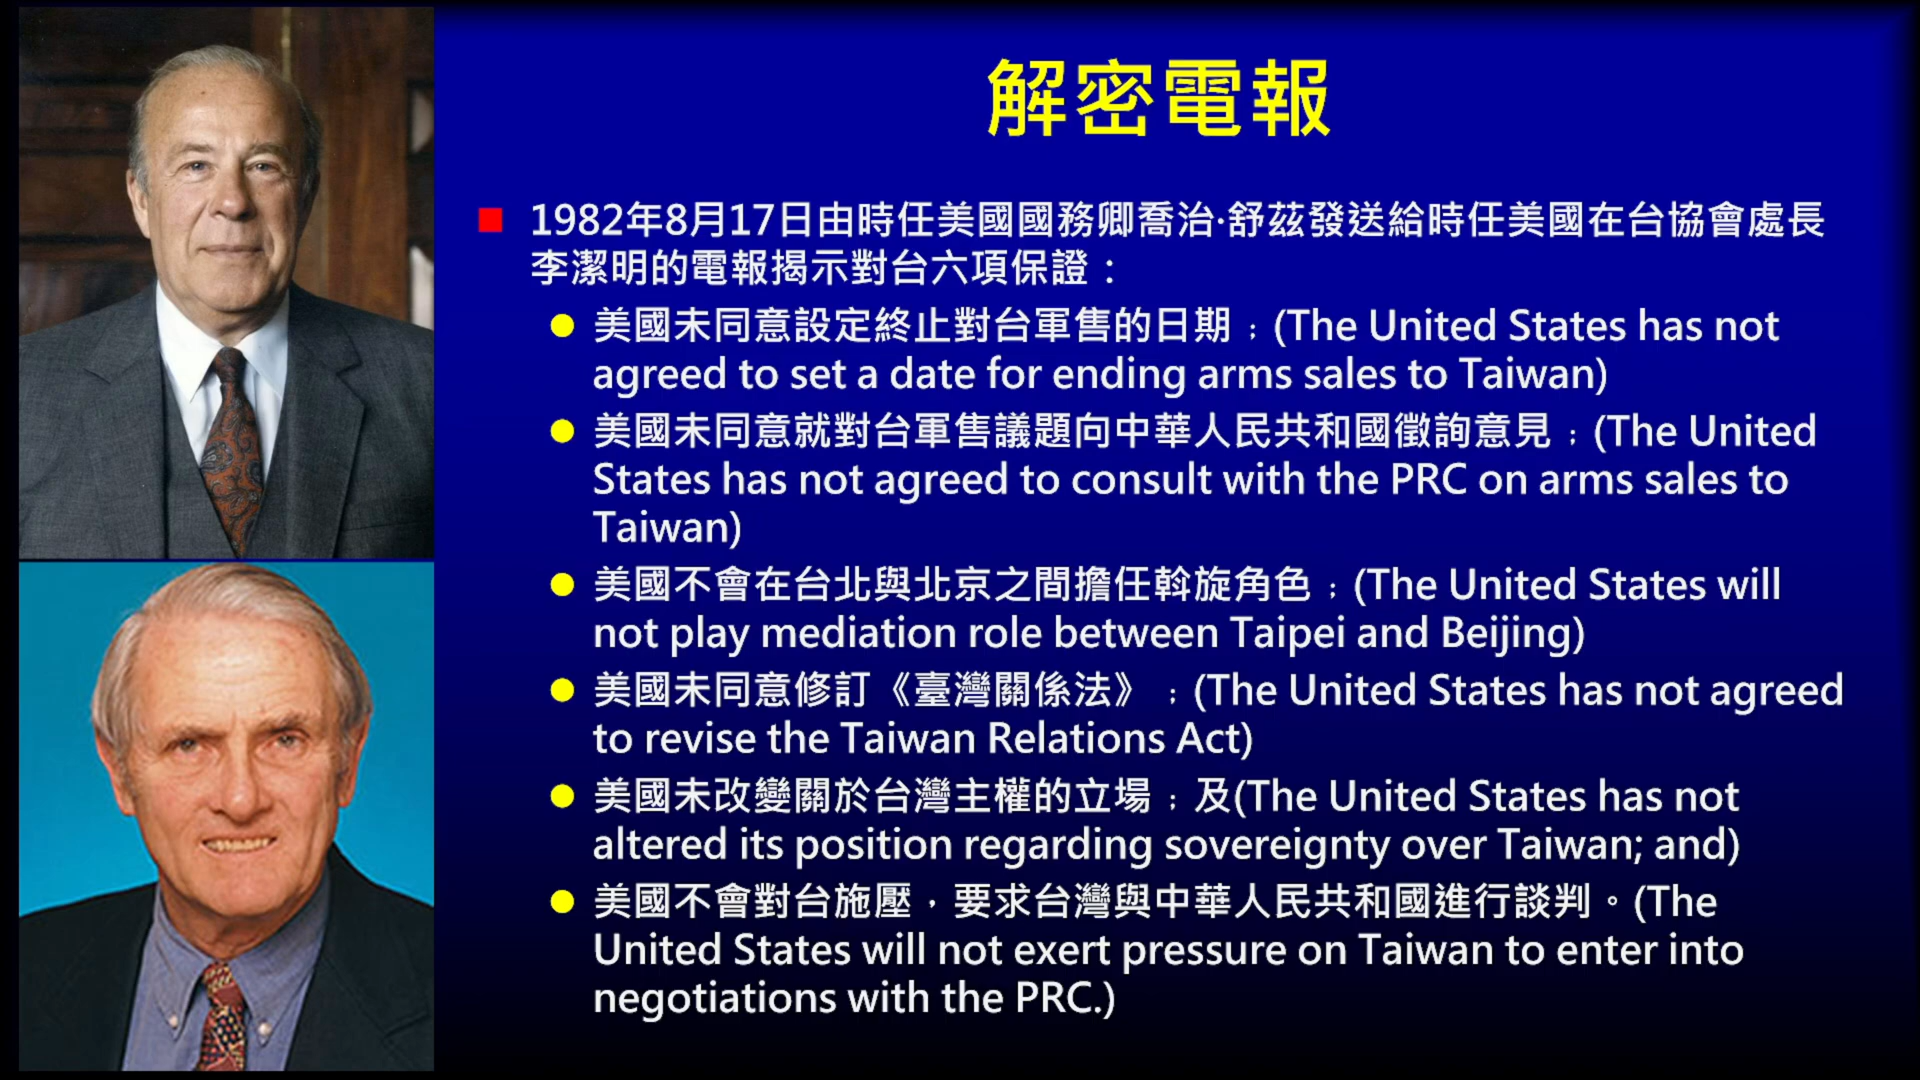 解密電報
1982年8月17日由時任美國國務卿喬治·舒茲發送給時任美國在台協會處長
李潔明的電報揭示對台六項保證：
美國未同意設定終止對台軍售的日期；(The United States has not
agreed to set a date for ending arms sales to Taiwan)
美國未同意就對台軍售議題向中華人民共和國徵詢意見；(The United
States has not agreed to consult with the PRC on arms sales to
Taiwan)
美國不會在台北與北京之間擔任斡旋角色；(The United States will
not play mediation role between Taipei and Beijing)
美國未同意修訂《臺灣關係法》；(The United States has not agreed
to revise the Taiwan Relations Act)
美國未改變關於台灣主權的立場；及(The United States has not
altered its position regarding sovereignty over Taiwan; and)
美國不會對台施壓，要求台灣與中華人民共和國進行談判。(The
United States will not exert pressure on Taiwan to enter into
negotiations with the PRC.)